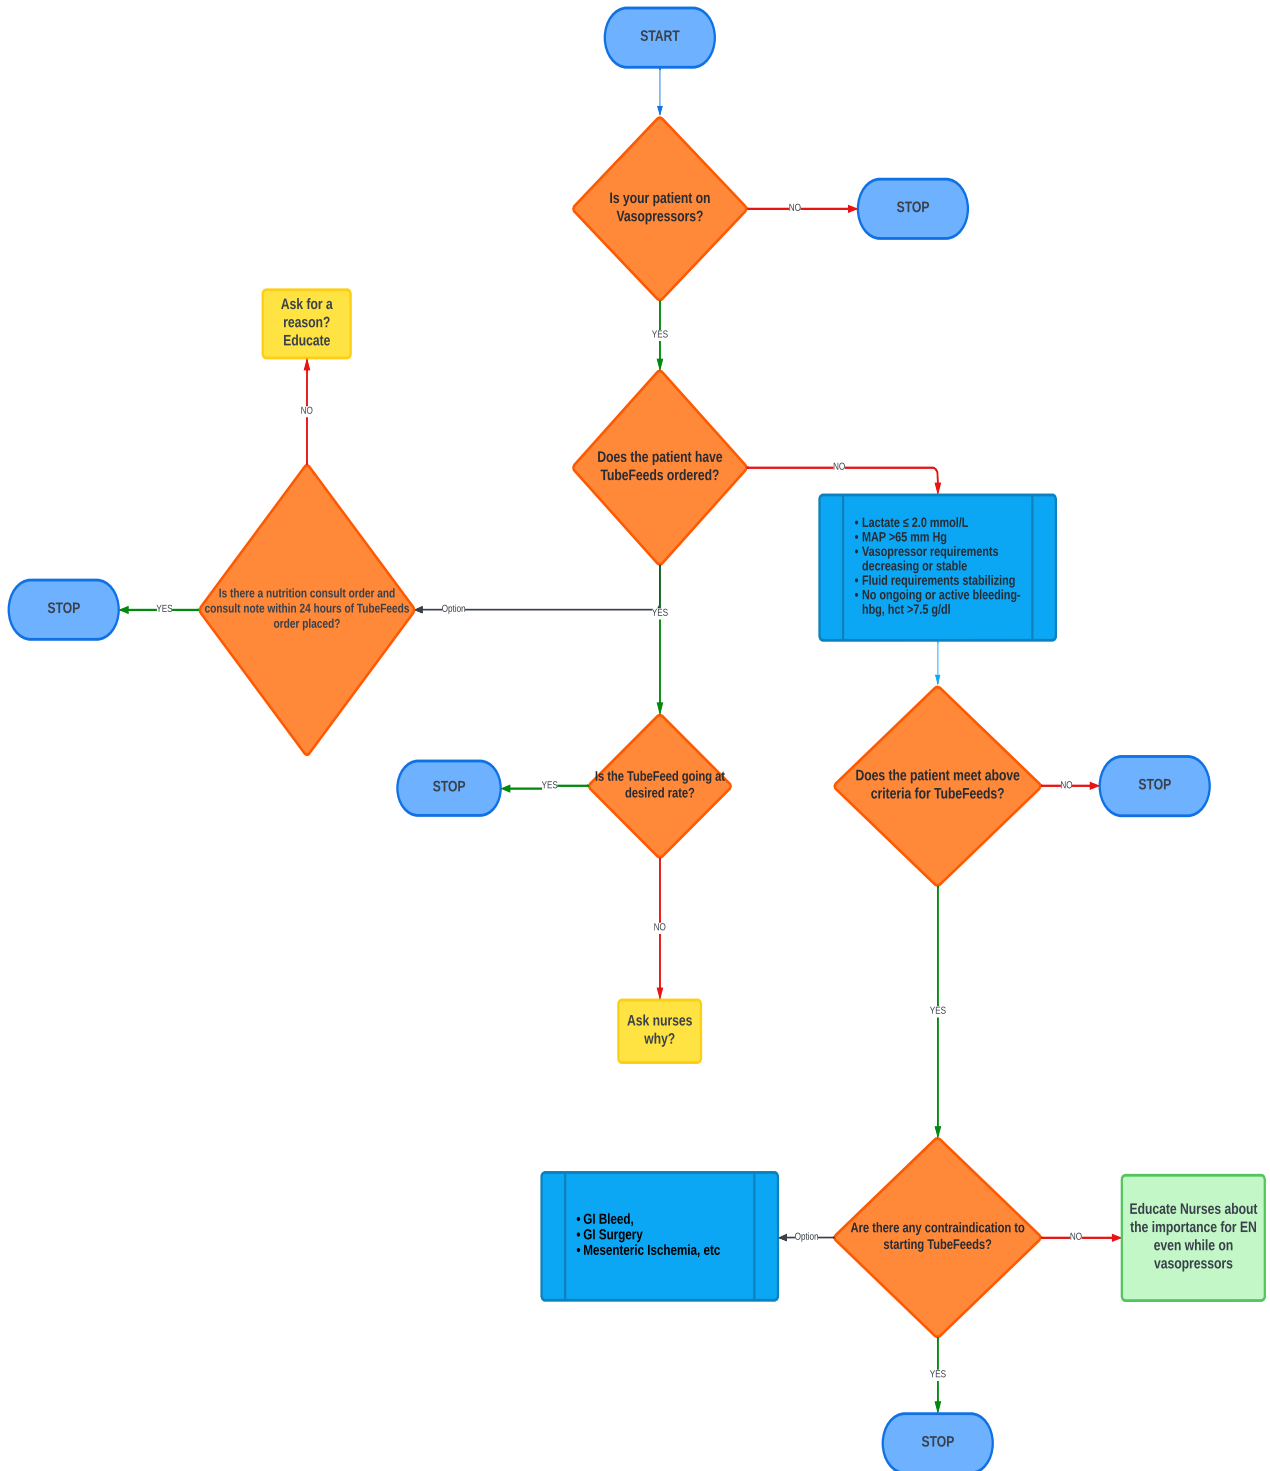 START
Is your patient on
Vasopressors?
NO
STOP
YES
Ask for a
reason?
Educate
NO
Does the patient have
TubeFeeds ordered?
NO
• Lactate ≤ 2.0 mmol/L
• MAP >65 mm Hg
• Vasopressor requirements
decreasing or stable
• Fluid requirements stabilizing
• No ongoing or active bleeding-
hbg, hct >7.5 g/dl
Is there a nutrition consult order and
consult note within 24 hours of TubeFeeds
order placed?
STOP
YES
Option
YES
Is the TubeFeed going at
desired rate?
YES
STOP
Does the patient meet above
criteria for TubeFeeds?
NO
STOP
NO
Ask nurses
why?
YES
• GI Bleed,
• GI Surgery
• Mesenteric Ischemia, etc
Option
Are there any contraindication to
starting TubeFeeds?
NO
Educate Nurses about
the importance for EN
even while on
vasopressors
YES
STOP